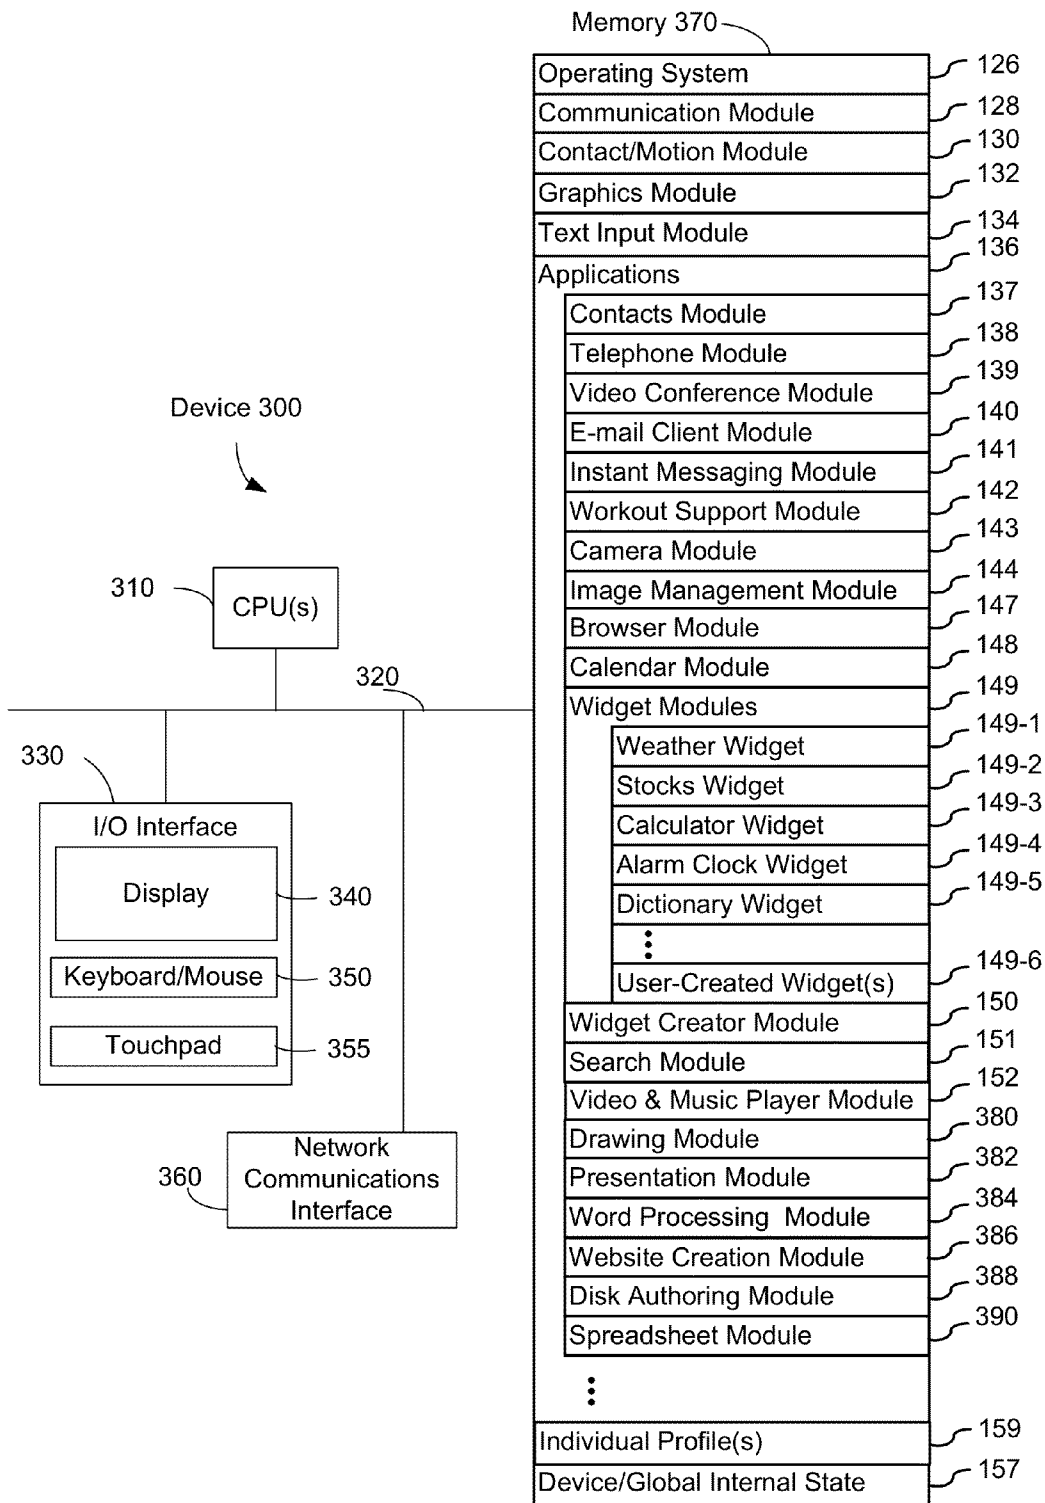 Memory 370
Operating System 126
Communication Module 128
Contact/Motion Module 130
Graphics Module 132
Text Input Module 134
Applications 136
Contacts Module 137
Telephone Module 138
Video Conference Module 139
E-mail Client Module 140
Instant Messaging Module 141
Workout Support Module 142
Camera Module 143
Image Management Module 144
Browser Module 147
Calendar Module 148
Widget Modules 149
Weather Widget 149-1
Stocks Widget 149-2
Calculator Widget 149-3
Alarm Clock Widget 149-4
Dictionary Widget 149-5
User-Created Widget(s) 149-6
Widget Creator Module 150
Search Module 151
Video & Music Player Module 152
Drawing Module 380
Presentation Module 382
Word Processing Module 384
Website Creation Module 386
Disk Authoring Module 388
Spreadsheet Module 390
Individual Profile(s) 159
Device/Global Internal State 157
Device 300
310
CPU(s)
320
330
I/O Interface
Display 340
Keyboard/Mouse 350
Touchpad 355
360
Network
Communications
Interface